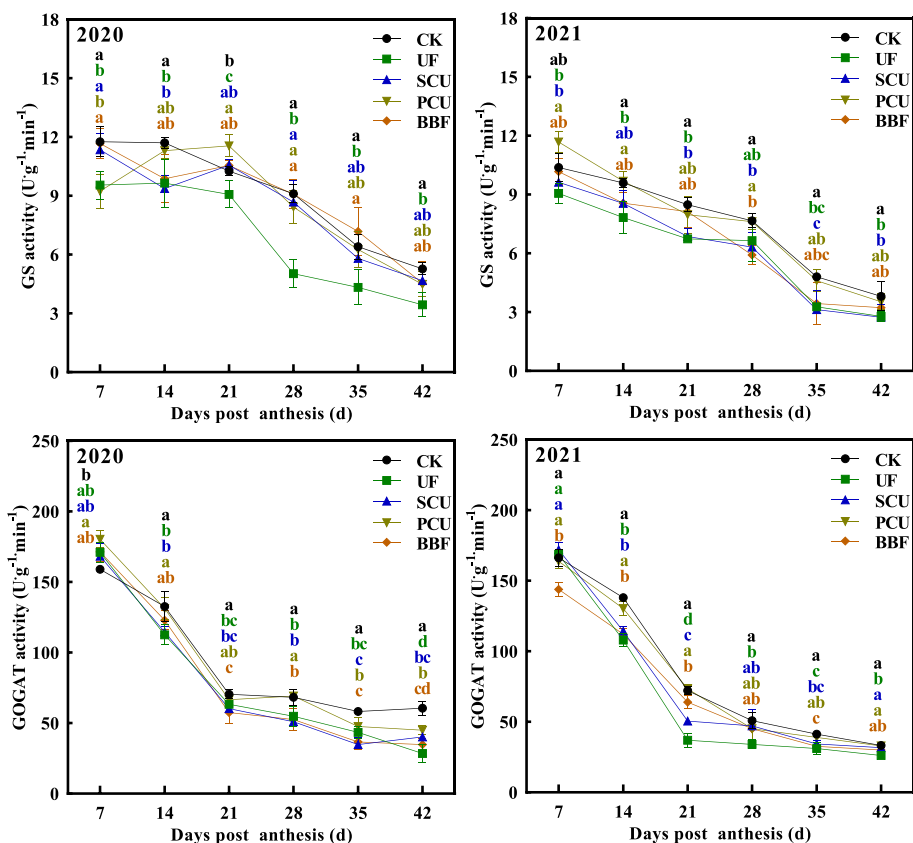 2020
CK
UF
SCU
PCU
BBF
a a b a a a
b b c b b b
a b ab a ab ab
b ab a a ab ab
a ab ab a a ab
18
15
12
9
6
3
0
GS activity (U·g⁻¹·min⁻¹)
7 14 21 28 35 42
Days post anthesis (d)
2021
CK
UF
SCU
PCU
BBF
ab a a a a a
b b b ab bc b
b ab b b c b
a a ab a ab ab
ab ab ab b abc ab
18
15
12
9
6
3
0
GS activity (U·g⁻¹·min⁻¹)
7 14 21 28 35 42
Days post anthesis (d)
2020
CK
UF
SCU
PCU
BBF
b a a a a a
ab b bc b bc d
ab b bc b c bc
a a ab a b b
ab ab c b c cd
250
200
150
100
50
0
GOGAT activity (U·g⁻¹·min⁻¹)
7 14 21 28 35 42
Days post anthesis (d)
2021
CK
UF
SCU
PCU
BBF
a a a a a a
a b d b c b
a b c ab bc a
a a a ab ab a
b b b ab c ab
250
200
150
100
50
0
GOGAT activity (U·g⁻¹·min⁻¹)
7 14 21 28 35 42
Days post anthesis (d)